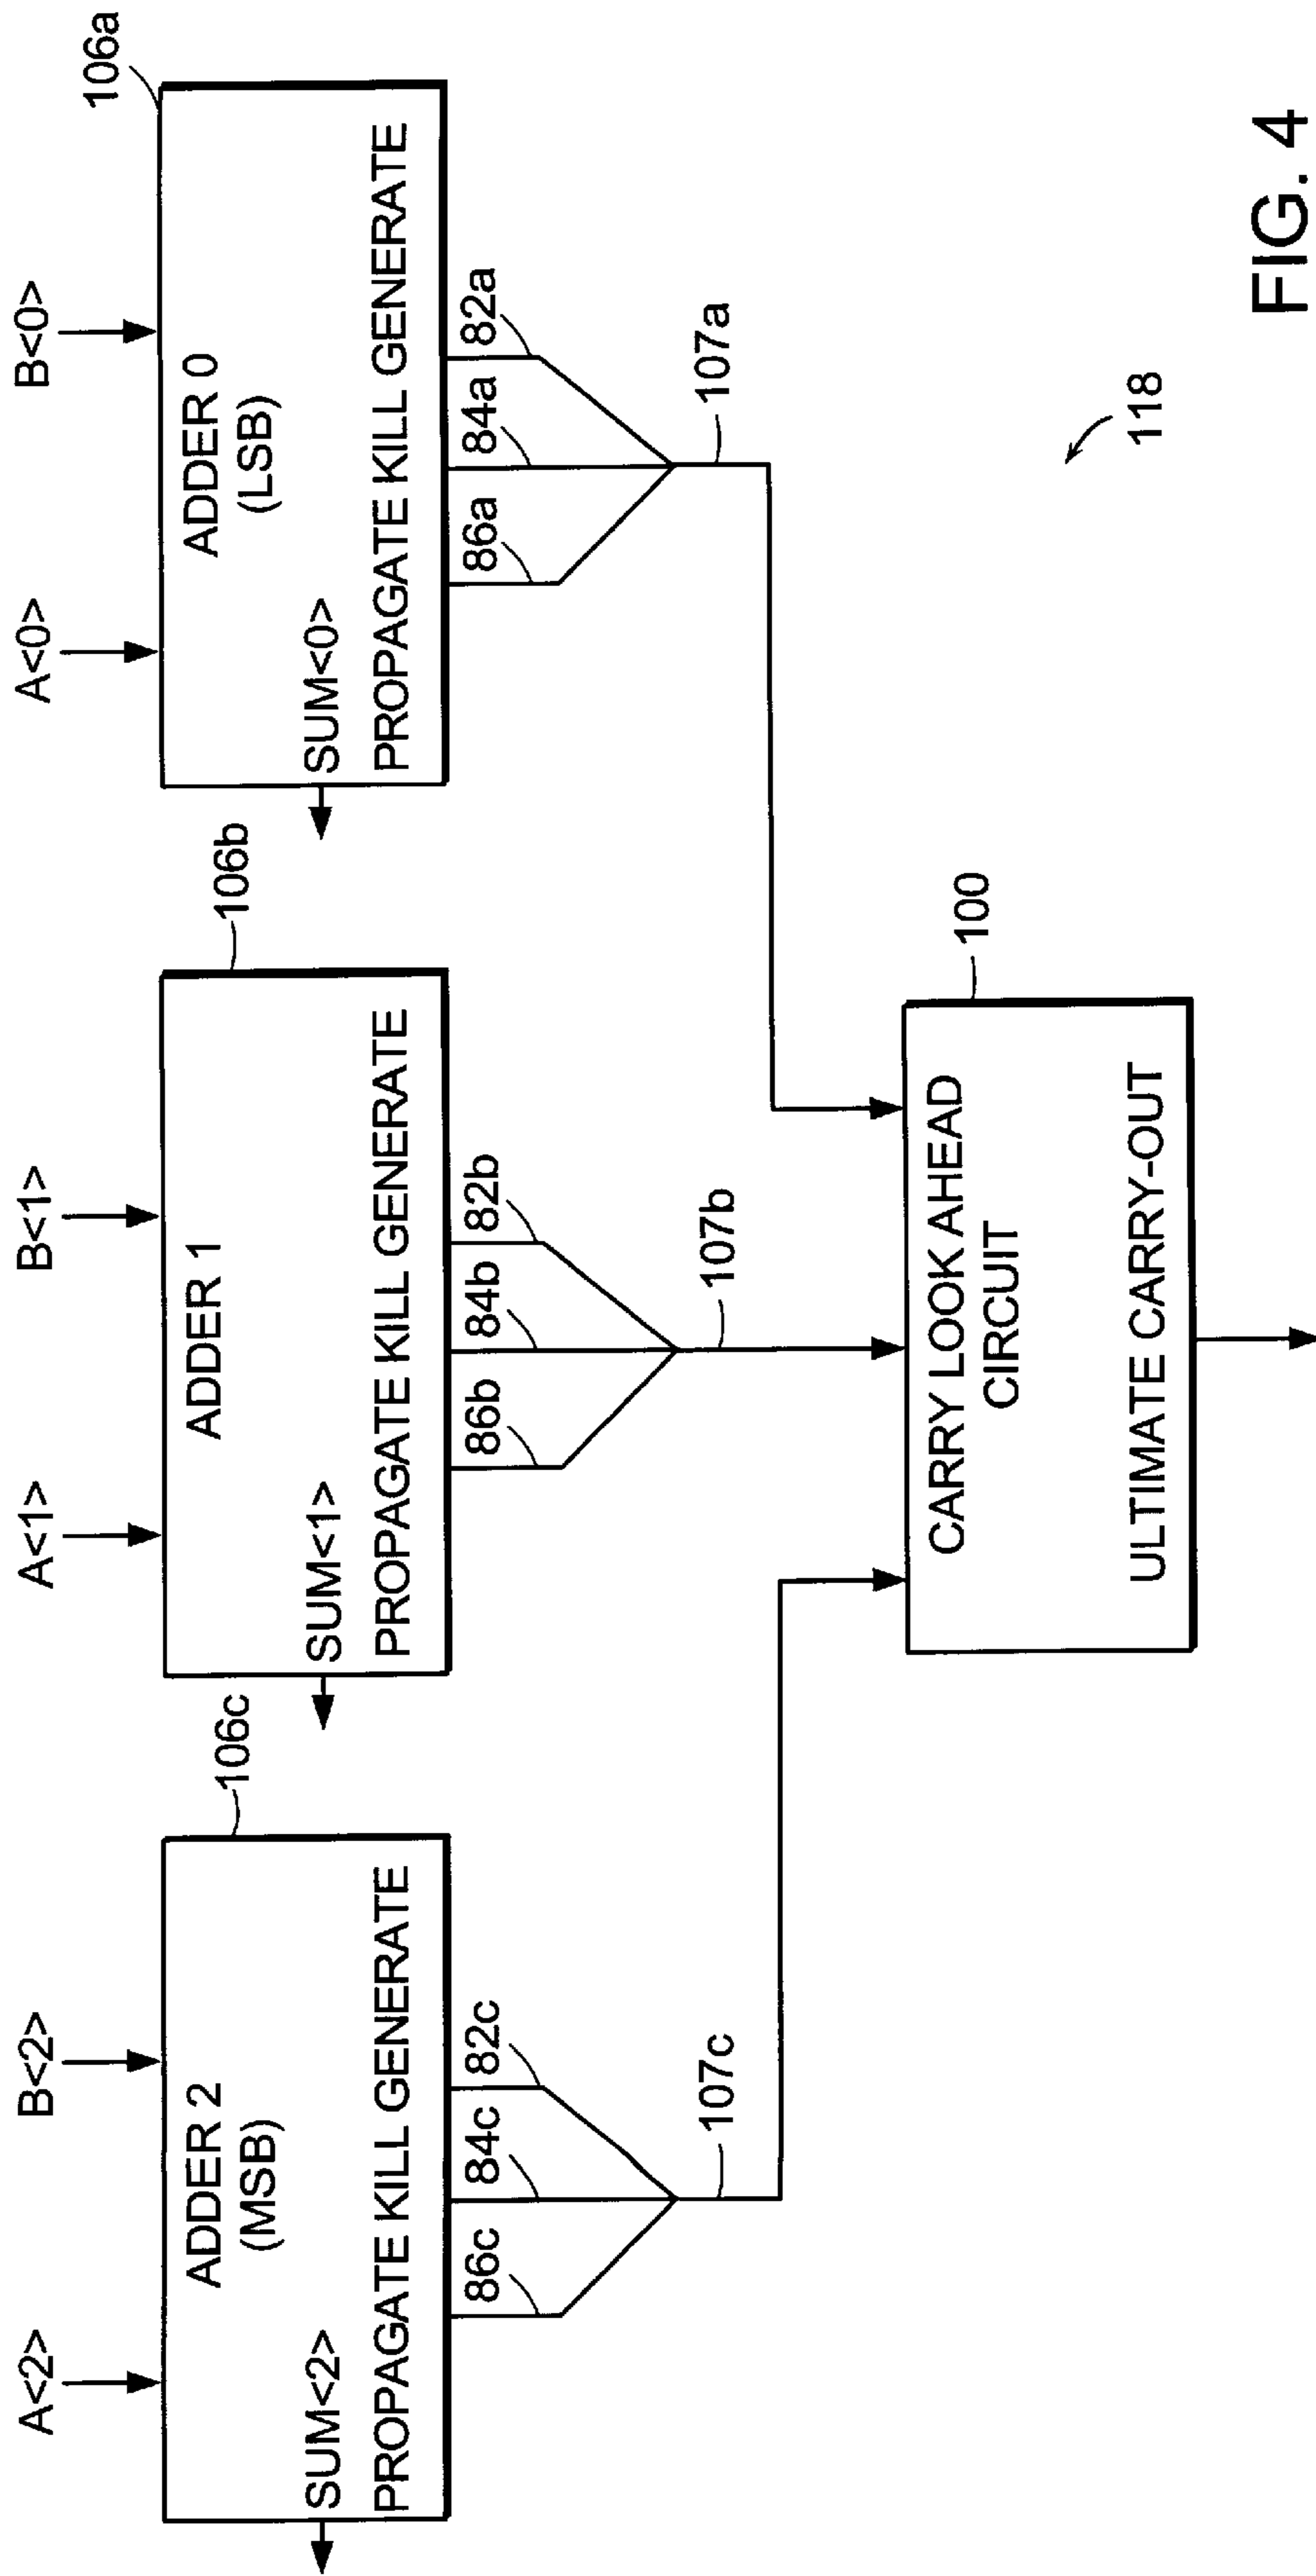 A<2>
B<2>
A<1>
B<1>
A<0>
B<0>
106c
106b
106a
ADDER 2
(MSB)
SUM<2>
PROPAGATE KILL GENERATE
ADDER 1
SUM<1>
PROPAGATE KILL GENERATE
ADDER 0
(LSB)
SUM<0>
PROPAGATE KILL GENERATE
86c
84c
82c
86b
84b
82b
86a
84a
82a
107c
107b
107a
100
CARRY LOOK AHEAD
CIRCUIT
ULTIMATE CARRY-OUT
118
FIG. 4